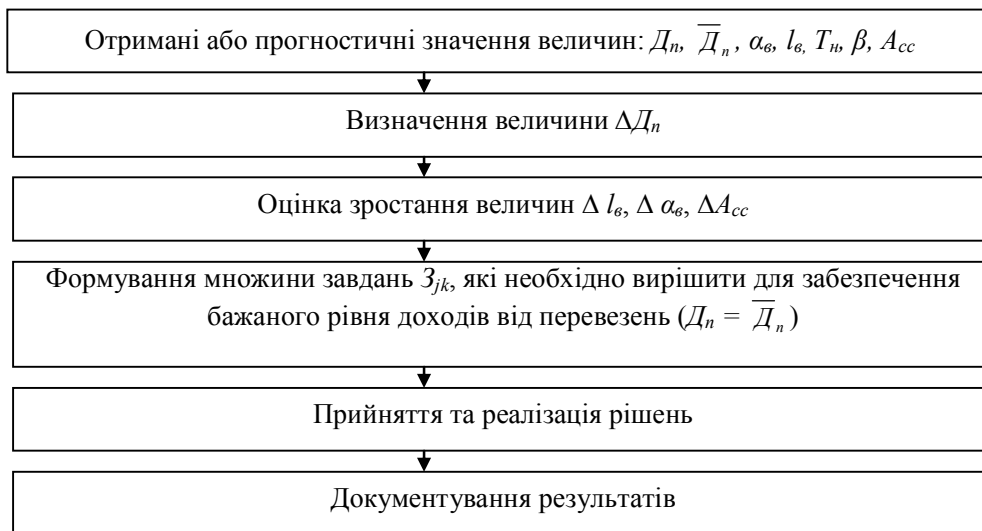 Отримані або прогностичні значення величин: Дп, Д̅п, αв, lв, Тн, β, Асс
Визначення величини ΔДп
Оцінка зростання величин Δ lв, Δ αв, ΔАсс
Формування множини завдань Зjk, які необхідно вирішити для забезпечення
бажаного рівня доходів від перевезень (Дп = Д̅п)
Прийняття та реалізація рішень
Документування результатів